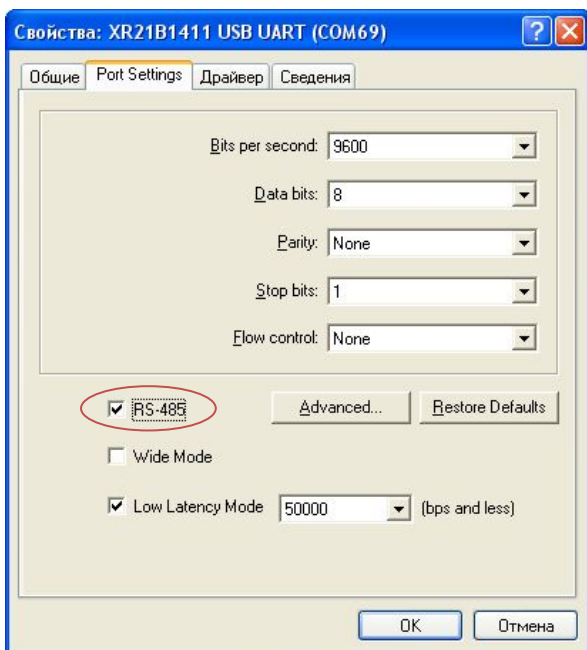 Свойства: XR21B1411 USB UART (COM69)
Общие Port Settings Драйвер Сведения
Bits per second: 9600
Data bits: 8
Parity: None
Stop bits: 1
Flow control: None
RS-485 Advanced... Restore Defaults
Wide Mode
Low Latency Mode 50000 (bps and less)
OK Отмена